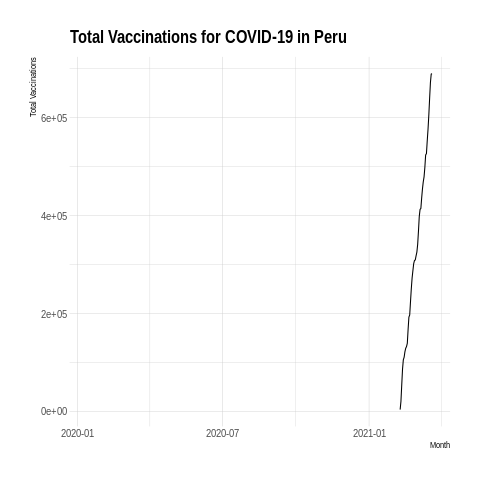 Total Vaccinations for COVID-19 in Peru
Total Vaccinations
6e+05
4e+05
2e+05
0e+00
2020-01 2020-07 2021-01
Month